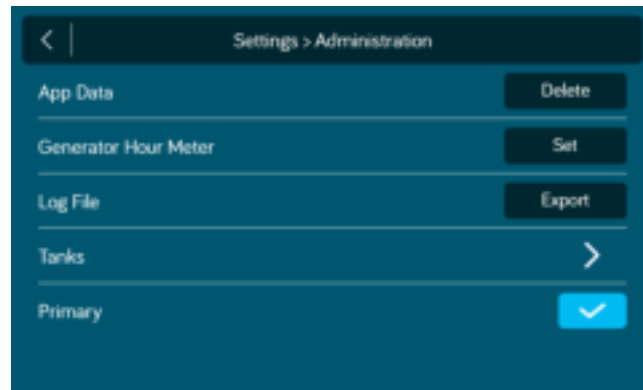 Settings > Administration
App Data Delete
Generator Hour Meter Set
Log File Export
Tanks
Primary